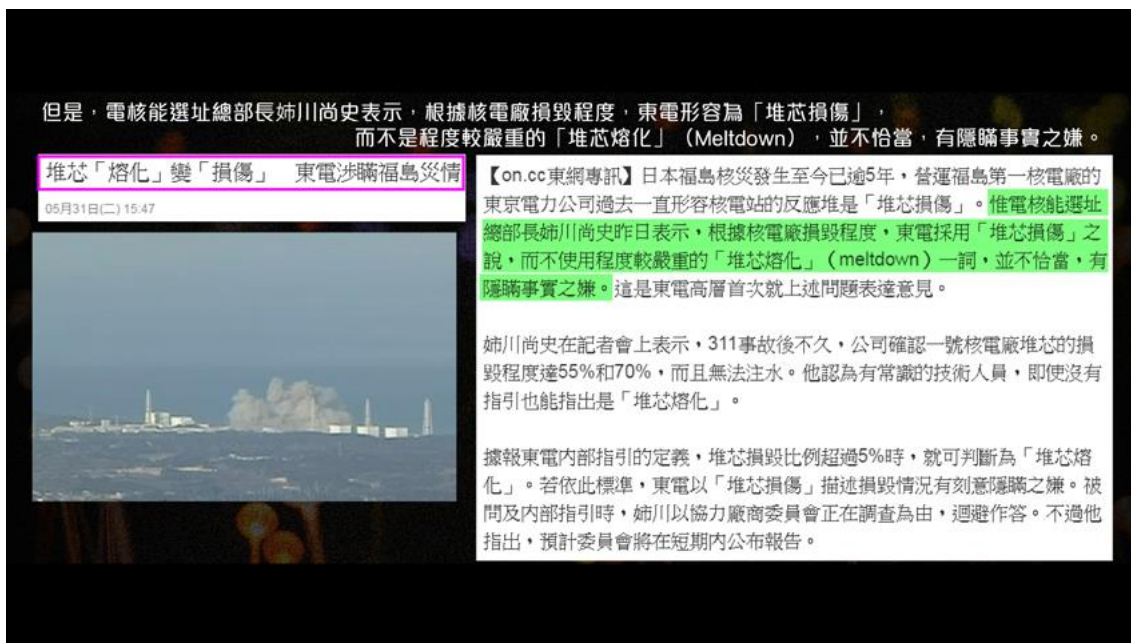 但是，電核能選址總部長姉川尚史表示，根據核電廠損毀程度，東電形容為「堆芯損傷」，
而不是程度較嚴重的「堆芯熔化」（Meltdown），並不恰當，有隱瞞事實之嫌。
堆芯「熔化」變「損傷」　東電涉瞞福島災情
05月31日(二) 15:47
【on.cc東網專訊】日本福島核災發生至今已逾5年，營運福島第一核電廠的
東京電力公司過去一直形容核電站的反應堆是「堆芯損傷」。惟電核能選址
總部長姉川尚史昨日表示，根據核電廠損毀程度，東電採用「堆芯損傷」之
說，而不使用程度較嚴重的「堆芯熔化」（meltdown）一詞，並不恰當，有
隱瞞事實之嫌。這是東電高層首次就上述問題表達意見。
姉川尚史在記者會上表示，311事故後不久，公司確認一號核電廠堆芯的損
毀程度達55%和70%，而且無法注水。他認為有常識的技術人員，即使沒有
指引也能指出是「堆芯熔化」。
據報東電內部指引的定義，堆芯損毀比例超過5%時，就可判斷為「堆芯熔
化」。若依此標準，東電以「堆芯損傷」描述損毀情況有刻意隱瞞之嫌。被
問及內部指引時，姉川以協力廠商委員會正在調查為由，迴避作答。不過他
指出，預計委員會將在短期內公布報告。